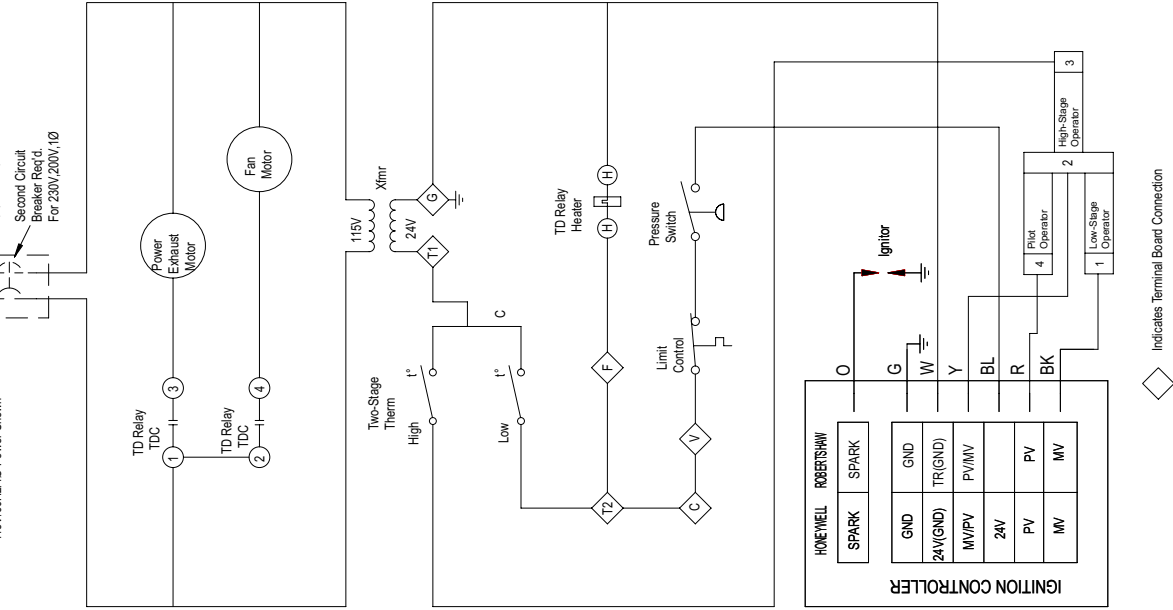 Second Circuit
Breaker Req'd.
For 230V,200V,1Ø
Power
Exhaust
Motor
Fan
Motor
TD Relay
TDC
1
3
TD Relay
TDC
2
4
115V
Xfmr
24V
T1
G
Two-Stage
Therm
High
t°
C
Low
t°
TD Relay
Heater
T2
F
H
H
Pressure
Switch
Limit
Control
C
V
Ignitor
3
High-Stage
Operator
2
4
Pilot
Operator
1
Low-Stage
Operator
IGNITION CONTROLLER
HONEYWELL ROBERTSHAW
SPARK SPARK O
GND GND G
24V(GND) TR(GND) W
MV/PV PV/MV Y
24V BL
PV PV R
MV MV BK
Indicates Terminal Board Connection